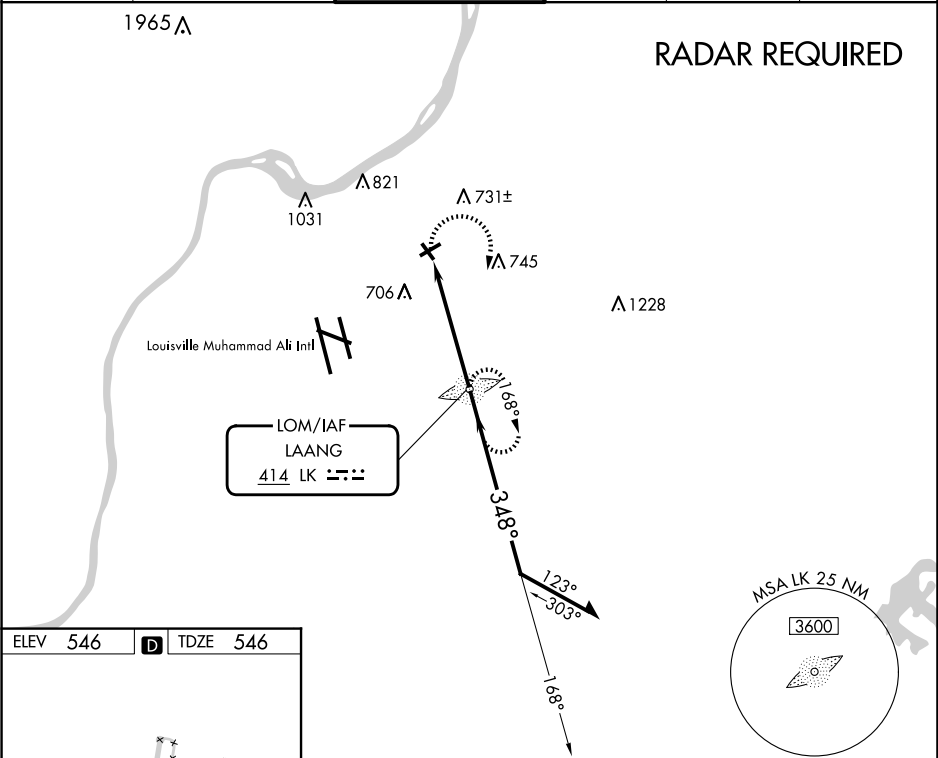 1965
RADAR REQUIRED
821
1031
731±
745
706
1228
Louisville Muhammad Ali Intl
LOM/IAF
LAANG
414 LK
168°
348°
123°
303°
168°
MSA LK 25 NM
3600
ELEV 546 D TDZE 546